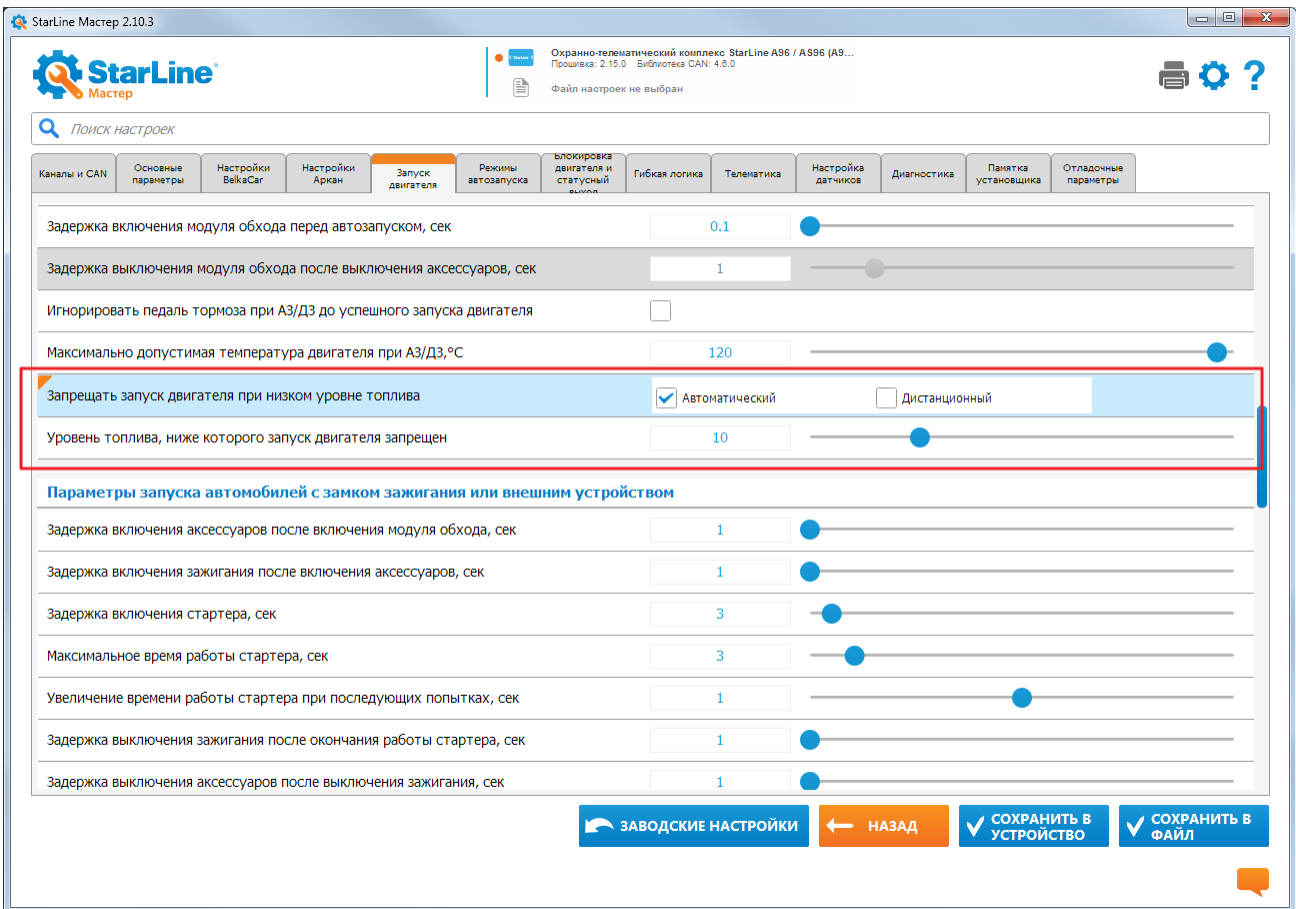 StarLine Мастер 2.10.3
StarLine
Мастер
Охранно-телематический комплекс StarLine A96 / AS96 (A9...
Прошивка: 2.15.0 Библиотека CAN: 4.6.0
Файл настроек не выбран
Поиск настроек
Каналы и CAN
Основные
параметры
Настройки
BelkaCar
Настройки
Аркан
Запуск
двигателя
Режимы
автозапуска
Блокировка
двигателя и
статусный
выход
Гибкая логика
Телематика
Настройка
датчиков
Диагностика
Памятка
установщика
Отладочные
параметры
Задержка включения модуля обхода перед автозапуском, сек 0.1
Задержка выключения модуля обхода после выключения аксессуаров, сек 1
Игнорировать педаль тормоза при АЗ/ДЗ до успешного запуска двигателя
Максимально допустимая температура двигателя при АЗ/ДЗ,°C 120
Запрещать запуск двигателя при низком уровне топлива Автоматический Дистанционный
Уровень топлива, ниже которого запуск двигателя запрещен 10
Параметры запуска автомобилей с замком зажигания или внешним устройством
Задержка включения аксессуаров после включения модуля обхода, сек 1
Задержка включения зажигания после включения аксессуаров, сек 1
Задержка включения стартера, сек 3
Максимальное время работы стартера, сек 3
Увеличение времени работы стартера при последующих попытках, сек 1
Задержка выключения зажигания после окончания работы стартера, сек 1
Задержка выключения аксессуаров после выключения зажигания, сек 1
ЗАВОДСКИЕ НАСТРОЙКИ
НАЗАД
СОХРАНИТЬ В
УСТРОЙСТВО
СОХРАНИТЬ В
ФАЙЛ